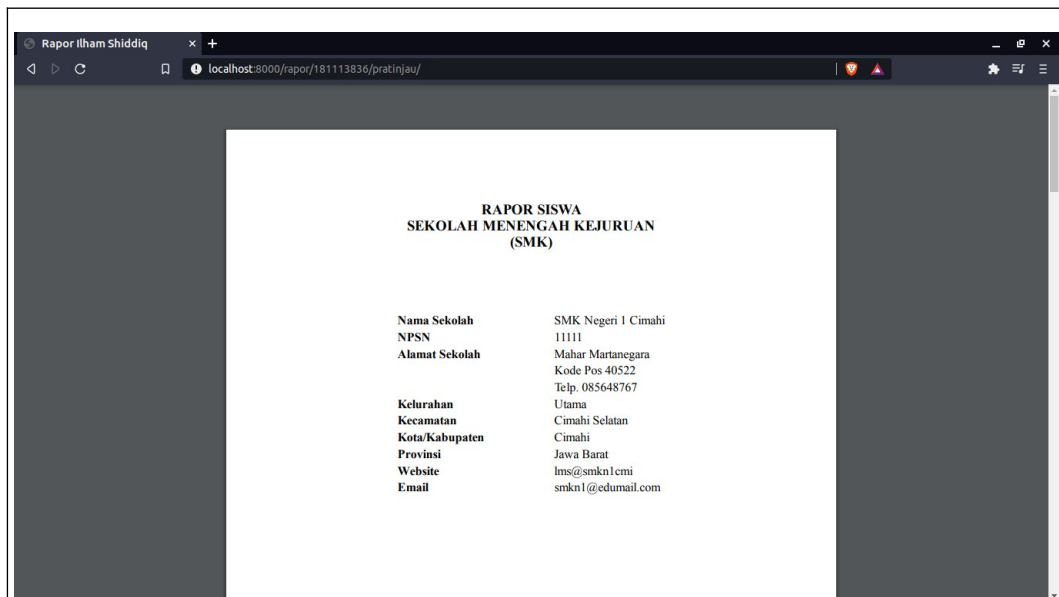 Rapor Ilham Shiddiq
localhost:8000/rapor/181113836/pratinjau/
RAPOR SISWA
SEKOLAH MENENGAH KEJURUAN
(SMK)
Nama Sekolah SMK Negeri 1 Cimahi
NPSN 11111
Alamat Sekolah Mahar Martanegara
Kode Pos 40522
Telp. 085648767
Kelurahan Utama
Kecamatan Cimahi Selatan
Kota/Kabupaten Cimahi
Provinsi Jawa Barat
Website lms@smkn1cmi
Email smkn1@edumail.com